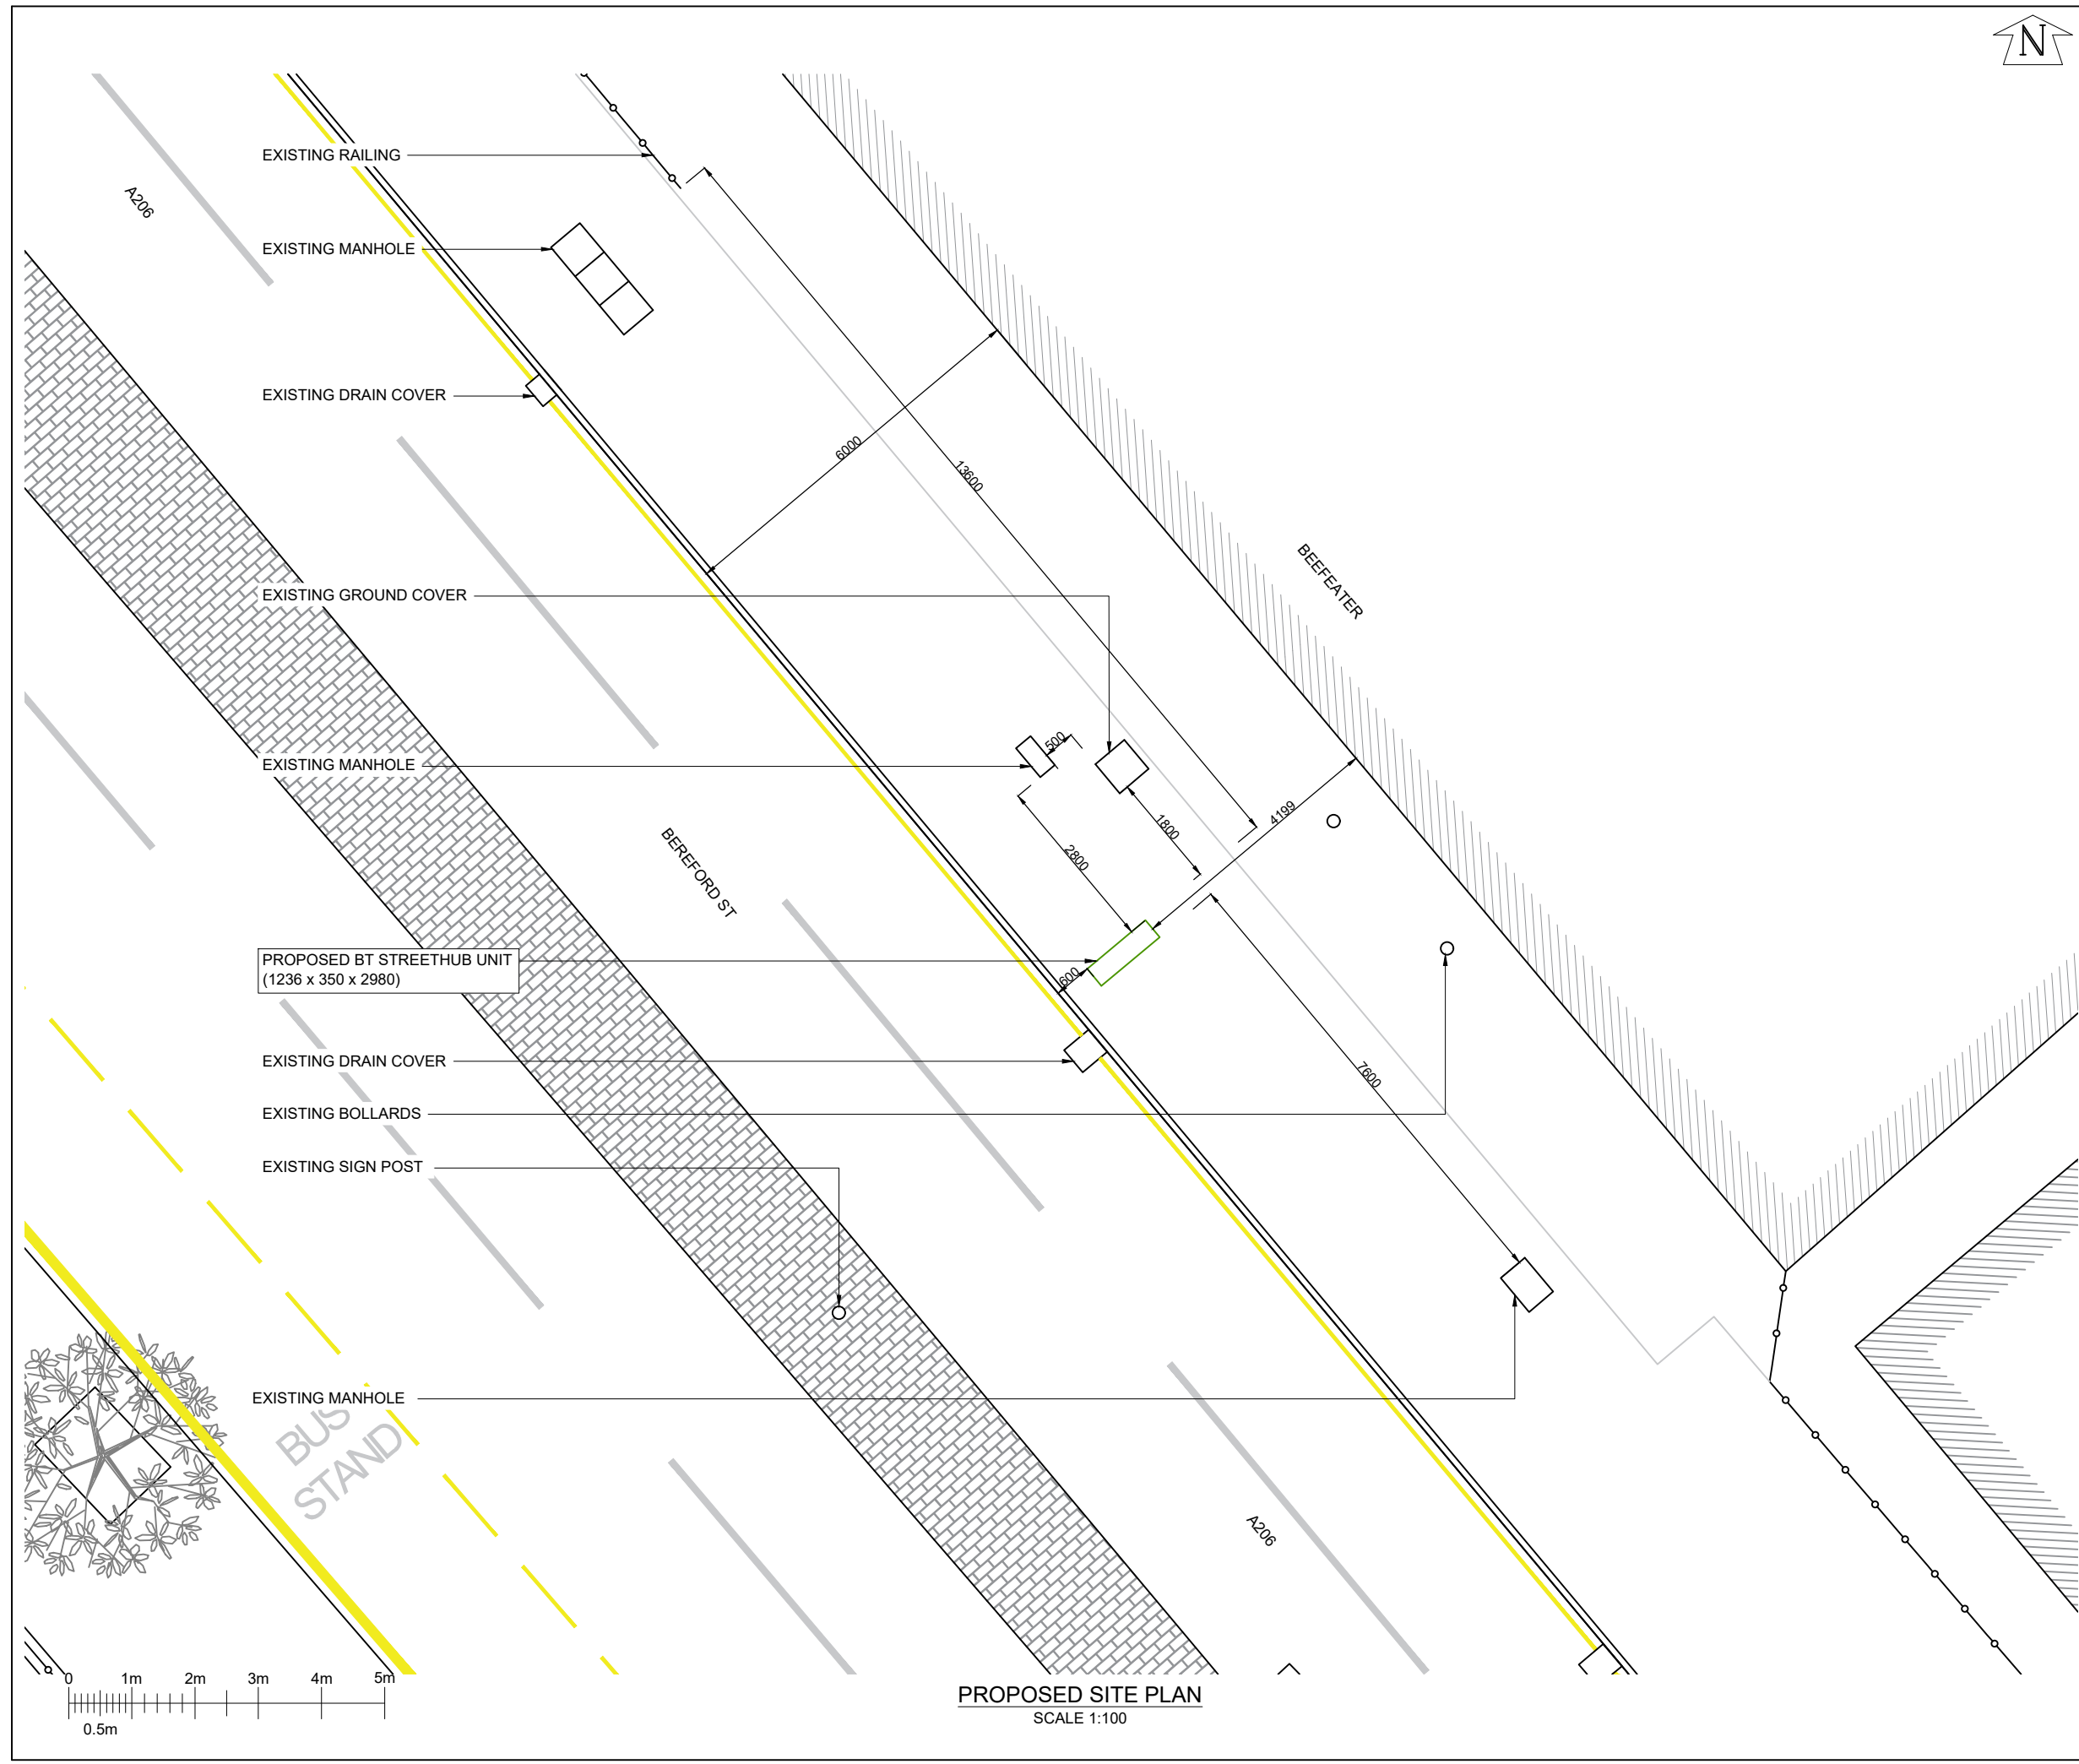 N
EXISTING RAILING
A206
EXISTING MANHOLE
EXISTING DRAIN COVER
6000
13600
BEEFEATER
EXISTING GROUND COVER
500
EXISTING MANHOLE
4199
1800
2800
BEREFORD ST
PROPOSED BT STREETHUB UNIT
(1236 x 350 x 2980)
600
EXISTING DRAIN COVER
7600
EXISTING BOLLARDS
EXISTING SIGN POST
EXISTING MANHOLE
BUS
STAND
A206
0 1m 2m 3m 4m 5m
0.5m
PROPOSED SITE PLAN
SCALE 1:100